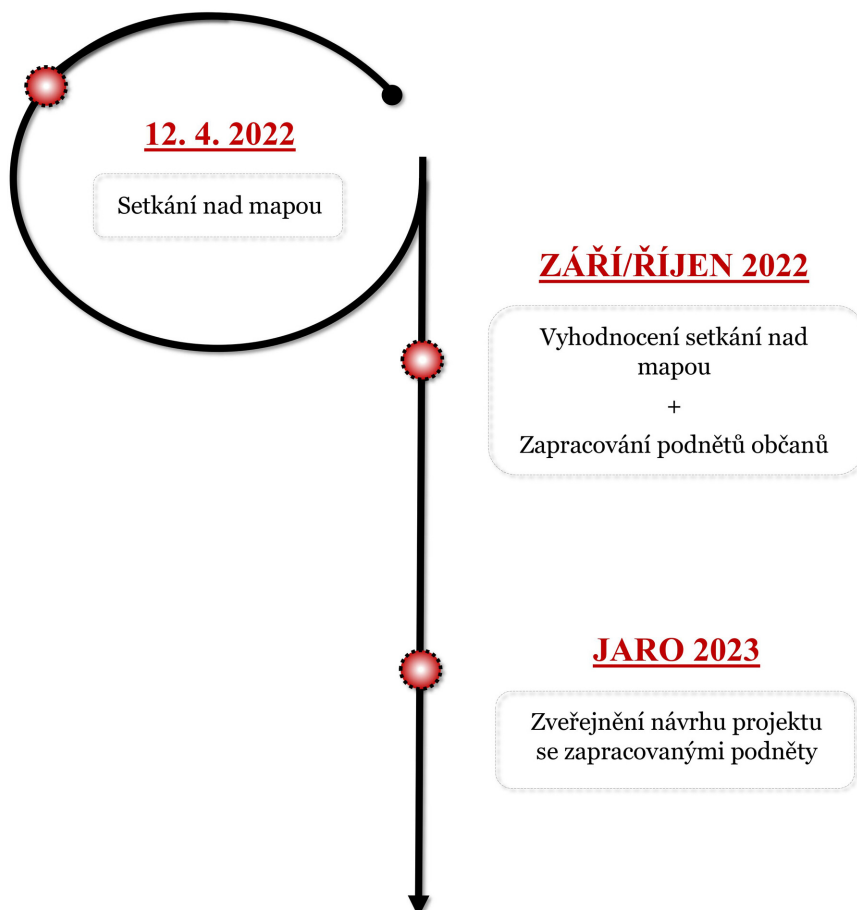 12. 4. 2022
Setkání nad mapou
ZÁŘÍ/ŘÍJEN 2022
Vyhodnocení setkání nad
mapou
+
Zapracování podnětů občanů
JARO 2023
Zveřejnění návrhu projektu
se zapracovanými podněty